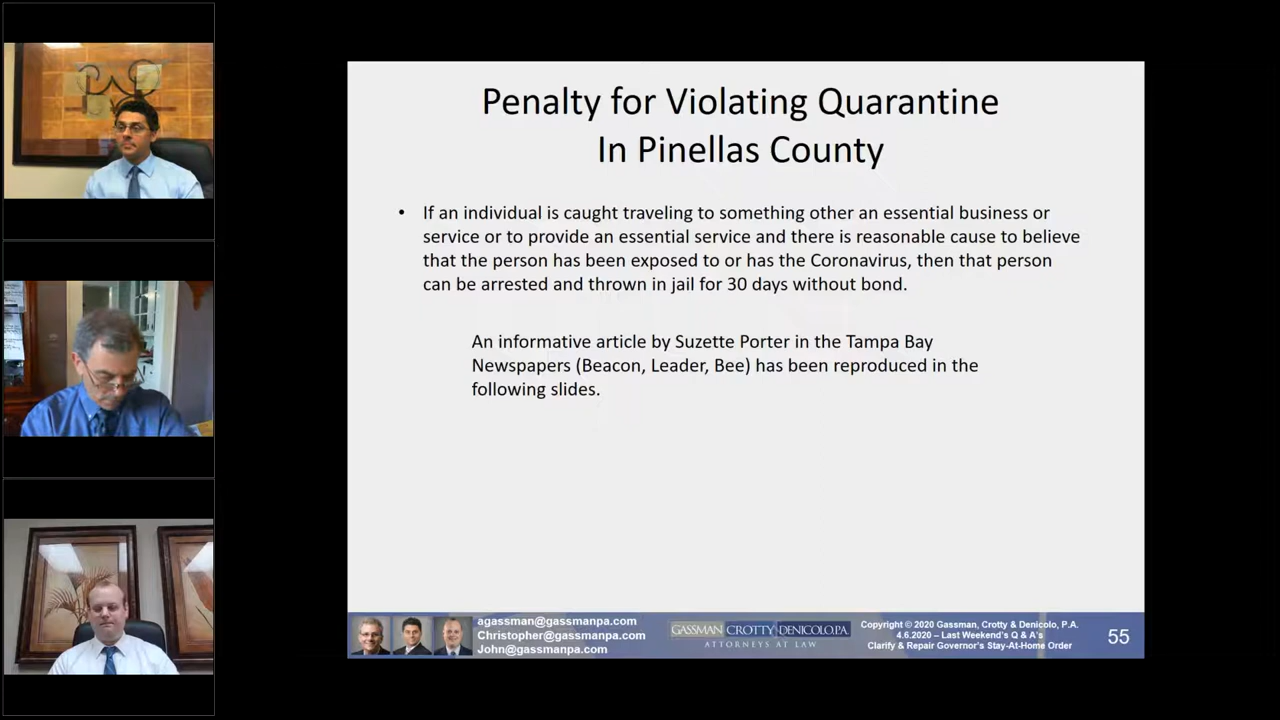 Penalty for Violating Quarantine
In Pinellas County
• If an individual is caught traveling to something other an essential business or
service or to provide an essential service and there is reasonable cause to believe
that the person has been exposed to or has the Coronavirus, then that person
can be arrested and thrown in jail for 30 days without bond.
An informative article by Suzette Porter in the Tampa Bay
Newspapers (Beacon, Leader, Bee) has been reproduced in the
following slides.
agassman@gassmanpa.com
Christopher@gassmanpa.com
John@gassmanpa.com
GASSMAN CROTTY DENICOLO, P.A.
ATTORNEYS AT LAW
Copyright © 2020 Gassman, Crotty & Denicolo, P.A.
4.6.2020 – Last Weekend's Q & A's
Clarify & Repair Governor's Stay-At-Home Order
55